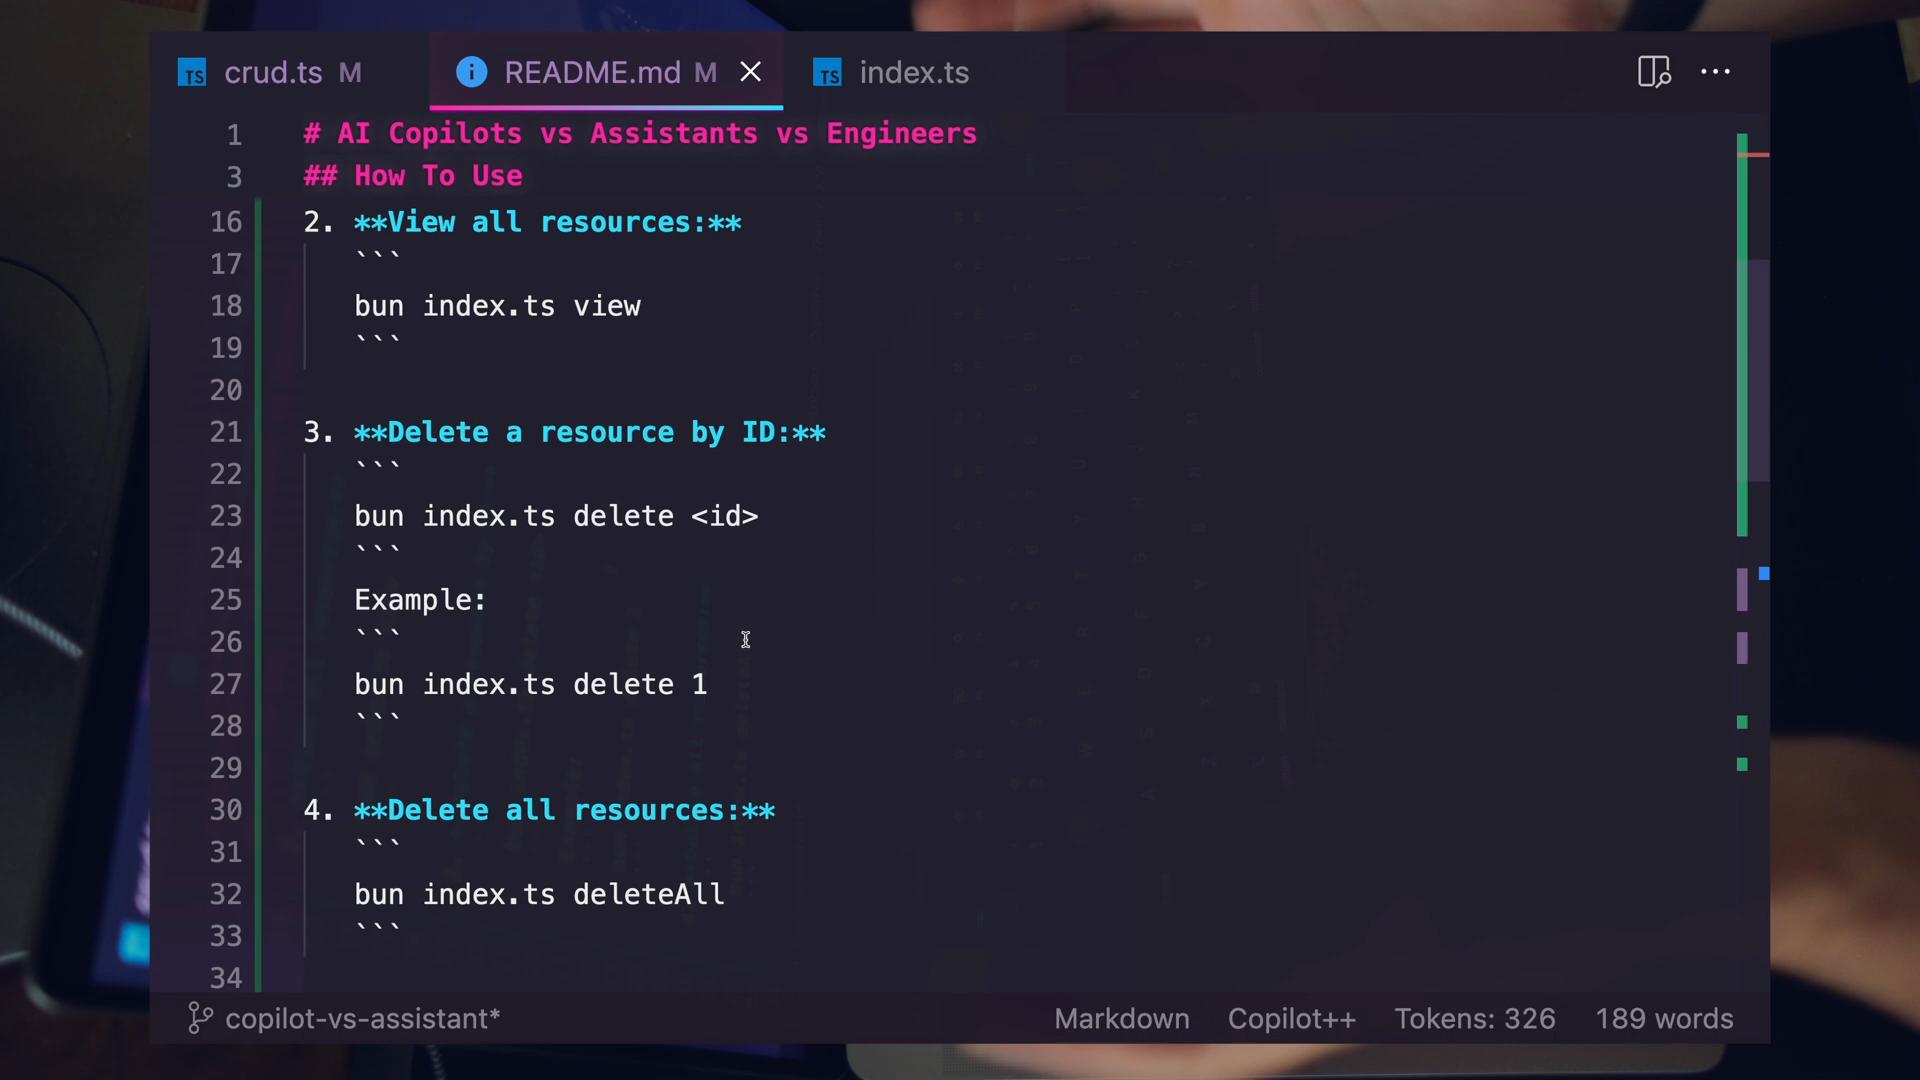 crud.ts M
README.md M
index.ts
1 # AI Copilots vs Assistants vs Engineers
3 ## How To Use
16 2. **View all resources:**
17 ```
18 bun index.ts view
19 ```
20
21 3. **Delete a resource by ID:**
22 ```
23 bun index.ts delete <id>
24 ```
25 Example:
26 ```
27 bun index.ts delete 1
28 ```
29
30 4. **Delete all resources:**
31 ```
32 bun index.ts deleteAll
33 ```
34
copilot-vs-assistant* Markdown Copilot++ Tokens: 326 189 words